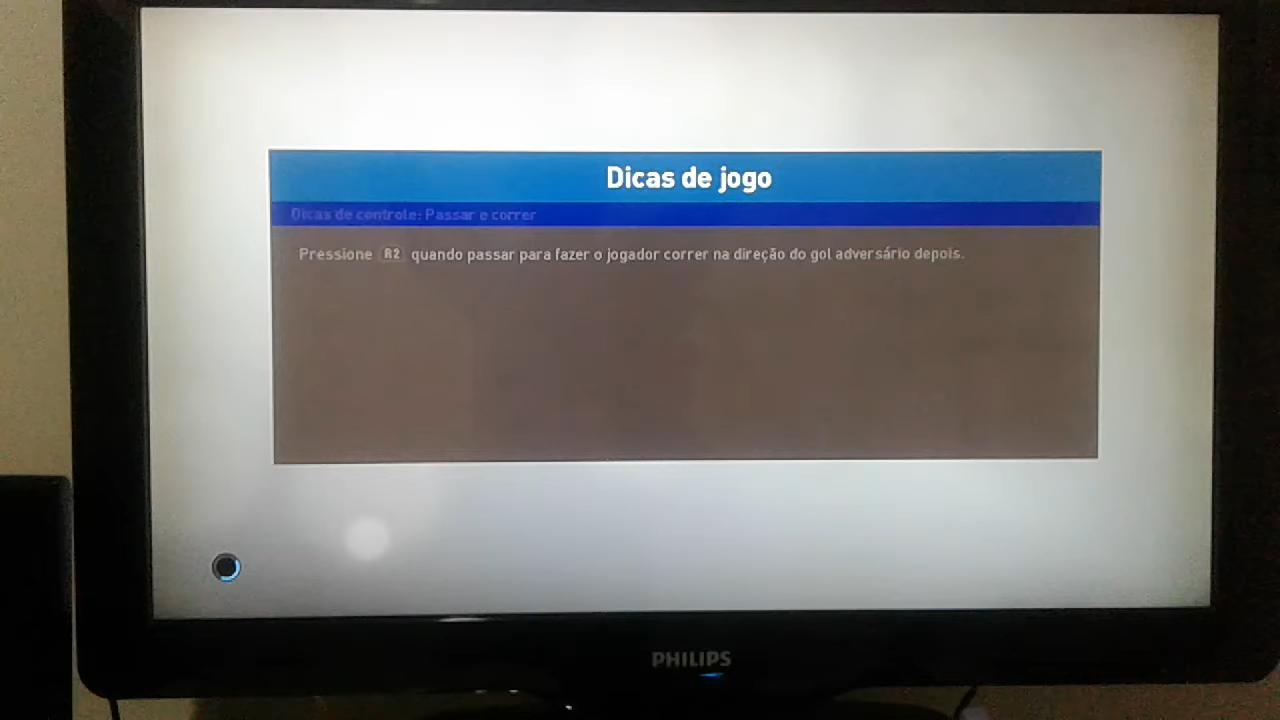 Dicas de jogo
Dicas de controle: Passar e correr
Pressione R2 quando passar para fazer o jogador correr na direção do gol adversário depois.
PHILIPS